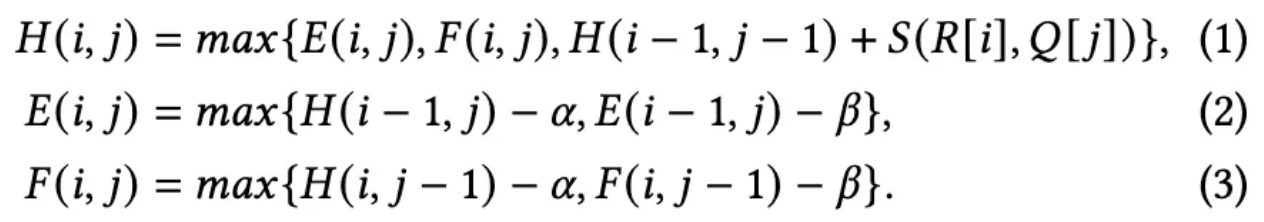 H(i, j) = max{E(i, j), F(i, j), H(i − 1, j − 1) + S(R[i], Q[j])}, (1)
E(i, j) = max{H(i − 1, j) − α, E(i − 1, j) − β}, (2)
F(i, j) = max{H(i, j − 1) − α, F(i, j − 1) − β}. (3)